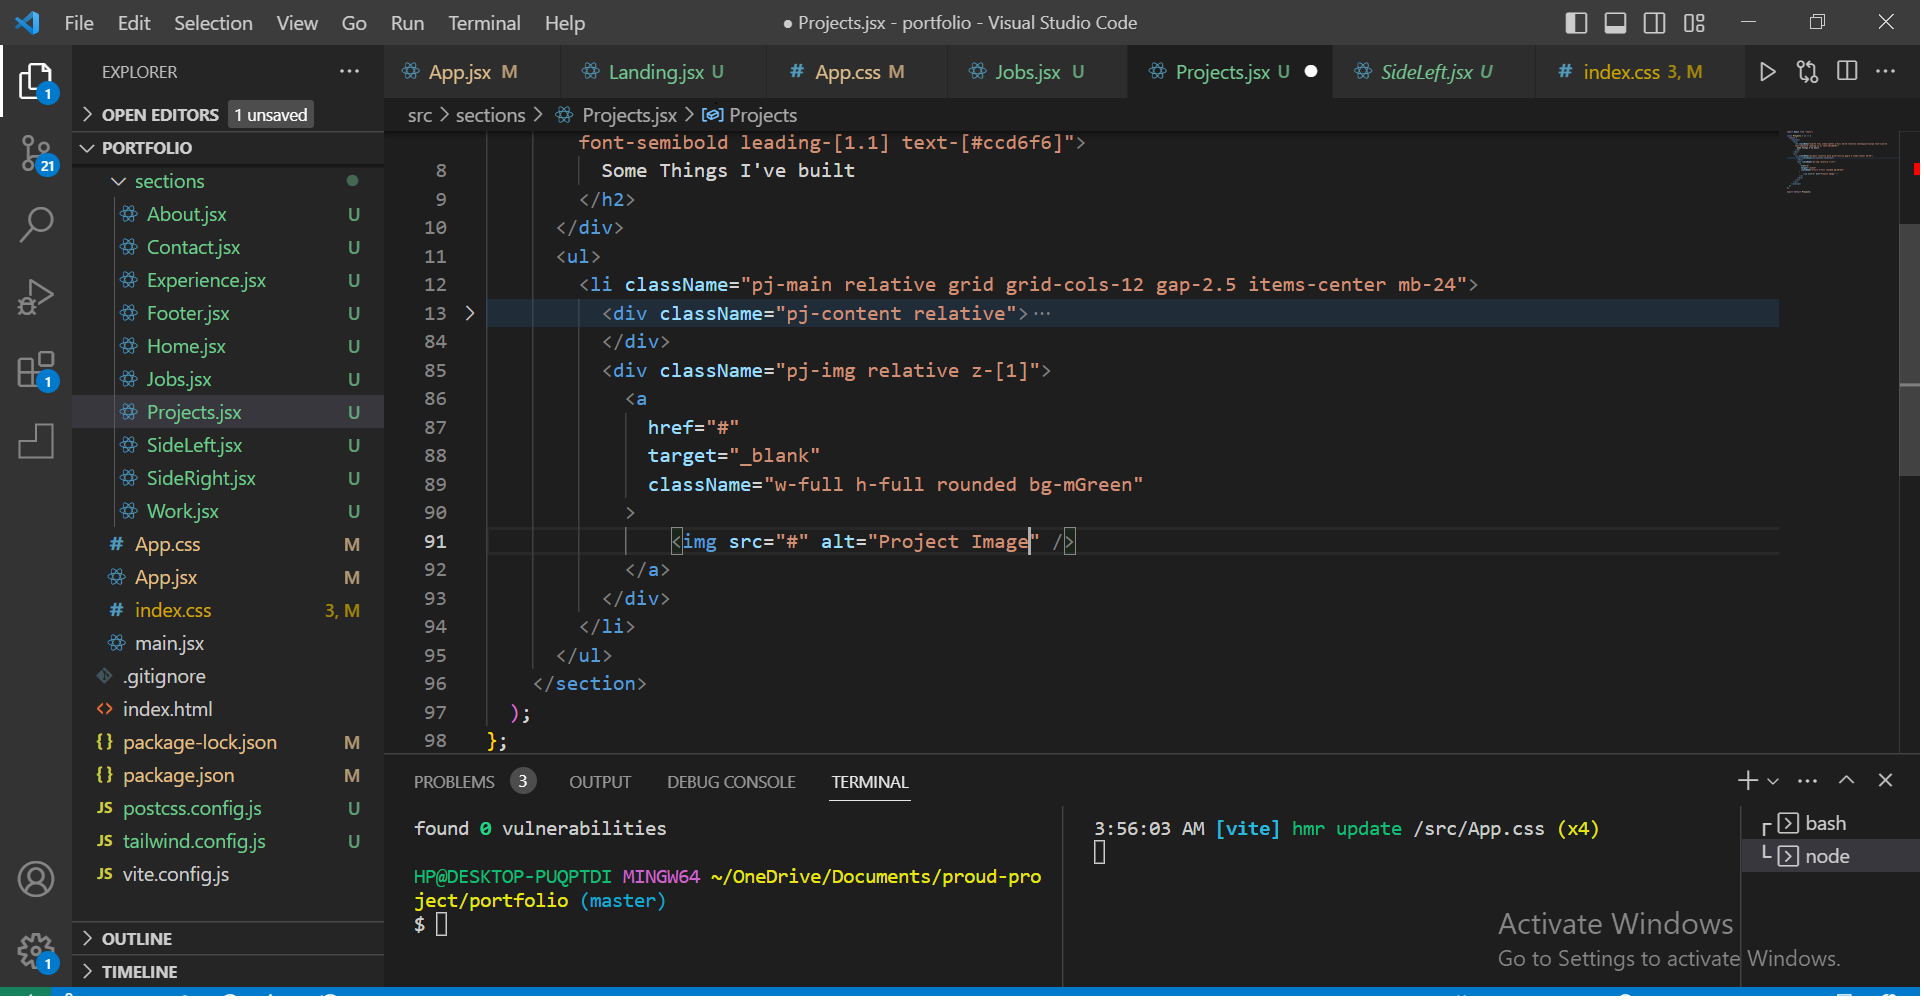 File Edit Selection View Go Run Terminal Help
● Projects.jsx - portfolio - Visual Studio Code
EXPLORER ···
App.jsx M
Landing.jsx U
# App.css M
Jobs.jsx U
Projects.jsx U ●
SideLeft.jsx U
# index.css 3, M
1
OPEN EDITORS 1 unsaved
src > sections > Projects.jsx > Projects
PORTFOLIO
21
sections
About.jsx U
Contact.jsx U
Experience.jsx U
Footer.jsx U
Home.jsx U
1
Jobs.jsx U
Projects.jsx U
SideLeft.jsx U
SideRight.jsx U
Work.jsx U
# App.css M
App.jsx M
# index.css 3, M
main.jsx
.gitignore
<> index.html
{} package-lock.json M
{} package.json M
JS postcss.config.js U
JS tailwind.config.js U
JS vite.config.js
OUTLINE
1
TIMELINE
font-semibold leading-[1.1] text-[#ccd6f6]">
8 Some Things I've built
9 </h2>
10 </div>
11 <ul>
12 <li className="pj-main relative grid grid-cols-12 gap-2.5 items-center mb-24">
13 > <div className="pj-content relative">···
84 </div>
85 <div className="pj-img relative z-[1]">
86 <a
87 href="#"
88 target="_blank"
89 className="w-full h-full rounded bg-mGreen"
90 >
91 <img src="#" alt="Project Image" />
92 </a>
93 </div>
94 </li>
95 </ul>
96 </section>
97 );
98 };
PROBLEMS 3 OUTPUT DEBUG CONSOLE TERMINAL
found 0 vulnerabilities
HP@DESKTOP-PUQPTDI MINGW64 ~/OneDrive/Documents/proud-pro
ject/portfolio (master)
$
3:56:03 AM [vite] hmr update /src/App.css (x4)
bash
node
Activate Windows
Go to Settings to activate Windows.